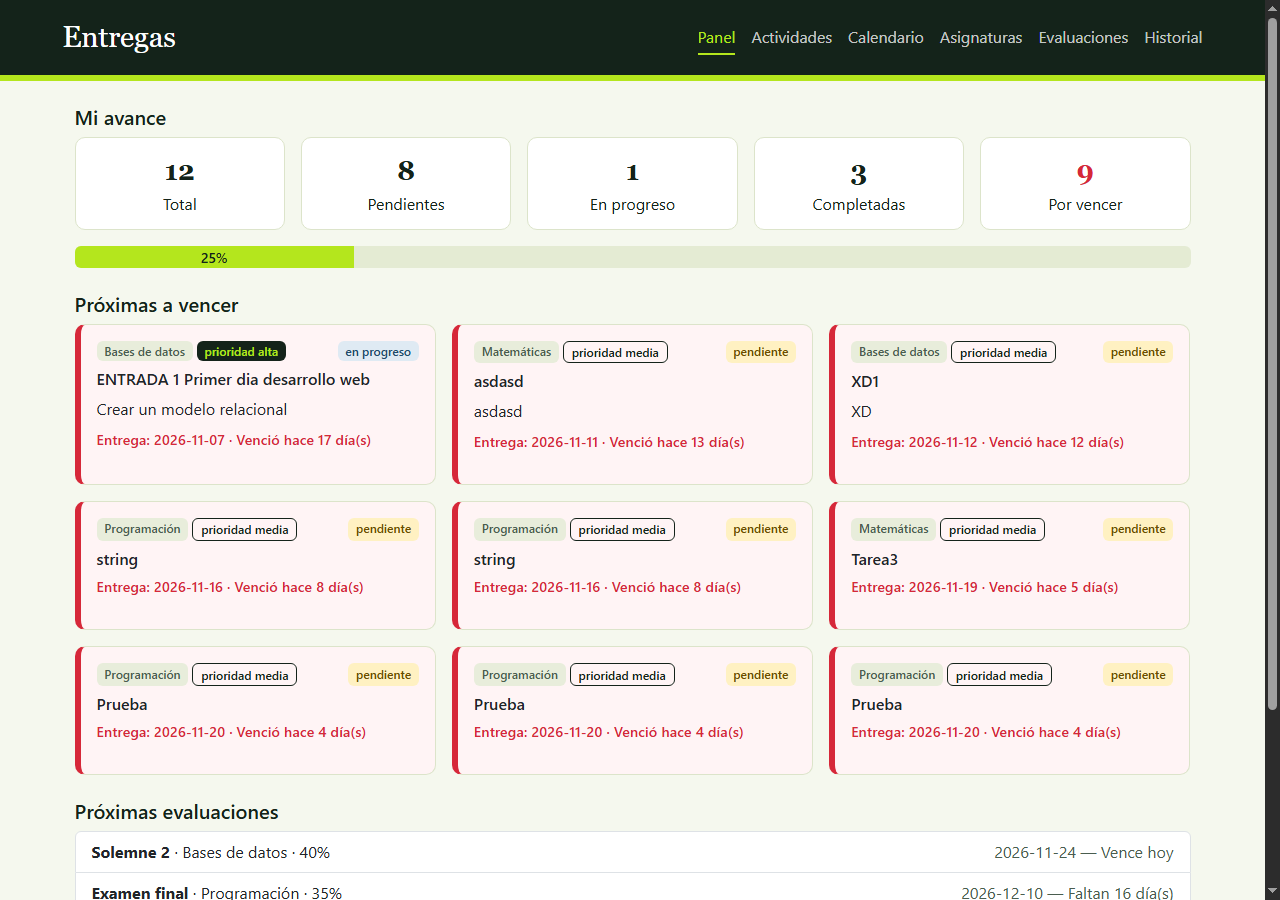 Entregas
Panel Actividades Calendario Asignaturas Evaluaciones Historial
Mi avance
12
Total
8
Pendientes
1
En progreso
3
Completadas
9
Por vencer
25%
Próximas a vencer
Bases de datos prioridad alta en progreso
ENTRADA 1 Primer dia desarrollo web
Crear un modelo relacional
Entrega: 2026-11-07 · Venció hace 17 día(s)
Matemáticas prioridad media pendiente
asdasd
asdasd
Entrega: 2026-11-11 · Venció hace 13 día(s)
Bases de datos prioridad media pendiente
XD1
XD
Entrega: 2026-11-12 · Venció hace 12 día(s)
Programación prioridad media pendiente
string
Entrega: 2026-11-16 · Venció hace 8 día(s)
Programación prioridad media pendiente
string
Entrega: 2026-11-16 · Venció hace 8 día(s)
Matemáticas prioridad media pendiente
Tarea3
Entrega: 2026-11-19 · Venció hace 5 día(s)
Programación prioridad media pendiente
Prueba
Entrega: 2026-11-20 · Venció hace 4 día(s)
Programación prioridad media pendiente
Prueba
Entrega: 2026-11-20 · Venció hace 4 día(s)
Programación prioridad media pendiente
Prueba
Entrega: 2026-11-20 · Venció hace 4 día(s)
Próximas evaluaciones
Solemne 2 · Bases de datos · 40% 2026-11-24 — Vence hoy
Examen final · Programación · 35% 2026-12-10 — Faltan 16 día(s)